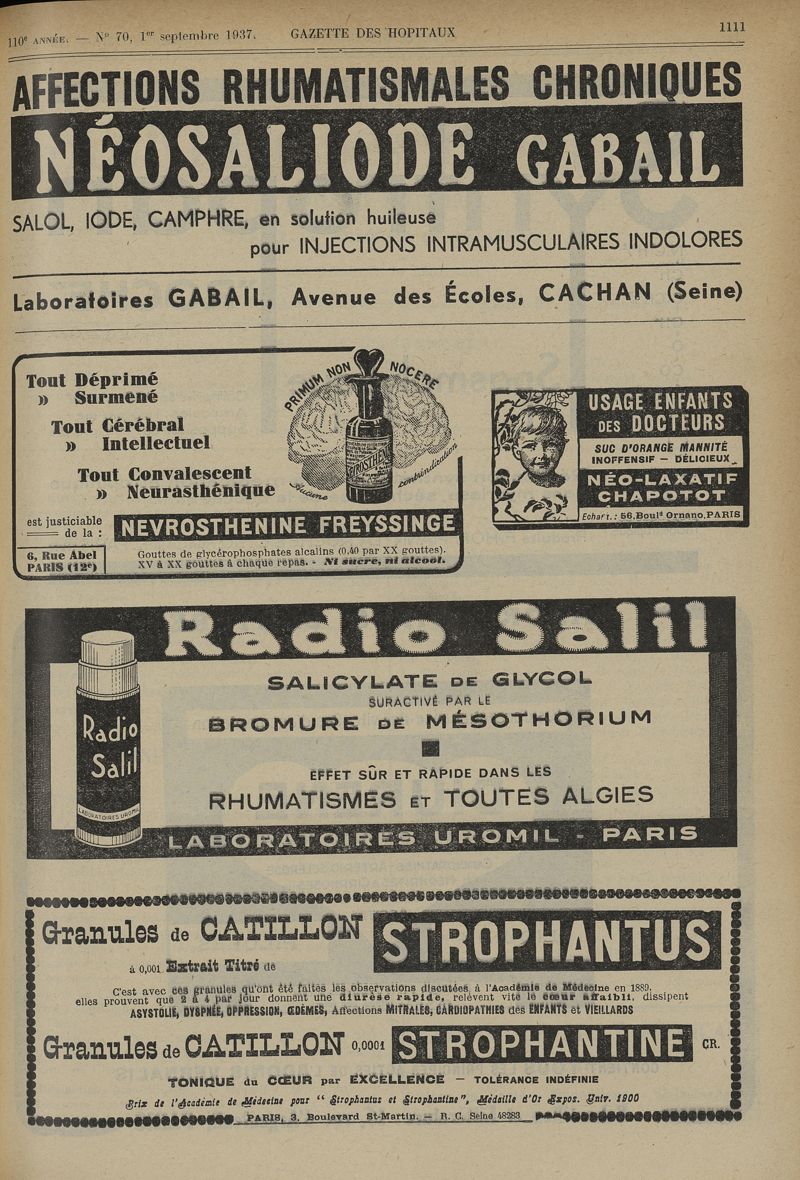 110e ANNÉE. — No 70, 1er septembre 1937. GAZETTE DES HOPITAUX 1111
AFFECTIONS RHUMATISMALES CHRONIQUES
NÉOSALIODE GABAIL
SALOL, IODE, CAMPHRE, en solution huileuse
pour INJECTIONS INTRAMUSCULAIRES INDOLORES
Laboratoires GABAIL, Avenue des Écoles, CACHAN (Seine)
Tout Déprimé
» Surmené
Tout Cérébral
» Intellectuel
Tout Convalescent
» Neurasthénique
PRIMUM NON NOCERE
Aucune contrindication
est justiciable
de la :
NEVROSTHENINE FREYSSINGE
6, Rue Abel
PARIS (12e)
Gouttes de glycérophosphates alcalins (0,40 par XX gouttes).
XV à XX gouttes à chaque repas. - Ni sucre, ni alcool.
USAGE ENFANTS
DES DOCTEURS
SUC D'ORANGE MANNITÉ
INOFFENSIF — DÉLICIEUX
NÉO-LAXATIF
CHAPOTOT
Echart.: 56, Bould Ornano, PARIS
Radio Salil
Radio
Salil
LABORATOIRES UROMIL
SALICYLATE DE GLYCOL
SURACTIVÉ PAR LE
BROMURE DE MÉSOTHORIUM
EFFET SÛR ET RAPIDE DANS LES
RHUMATISMES ET TOUTES ALGIES
LABORATOIRES UROMIL - PARIS
Granules de CATILLON STROPHANTUS
à 0,001 Extrait Titré de
C'est avec ces granules qu'ont été faites les observations discutées à l'Académie de Médecine en 1889,
elles prouvent que 2 à 4 par jour donnent une diurèse rapide, relèvent vite le cœur affaibli, dissipent
ASYSTOLIE, DYSPNÉE, OPPRESSION, ŒDÈMES, Affections MITRALES, CARDIOPATHIES des ENFANTS et VIEILLARDS
Granules de CATILLON 0,0001 STROPHANTINE CR.
TONIQUE du CŒUR par EXCELLENCE — TOLÉRANCE INDÉFINIE
Prix de l'Académie de Médecine pour "Strophantus et Strophantine", Médaille d'Or Expos. Univ. 1900
PARIS, 3, Boulevard St-Martin. — R. C. Seine 48283